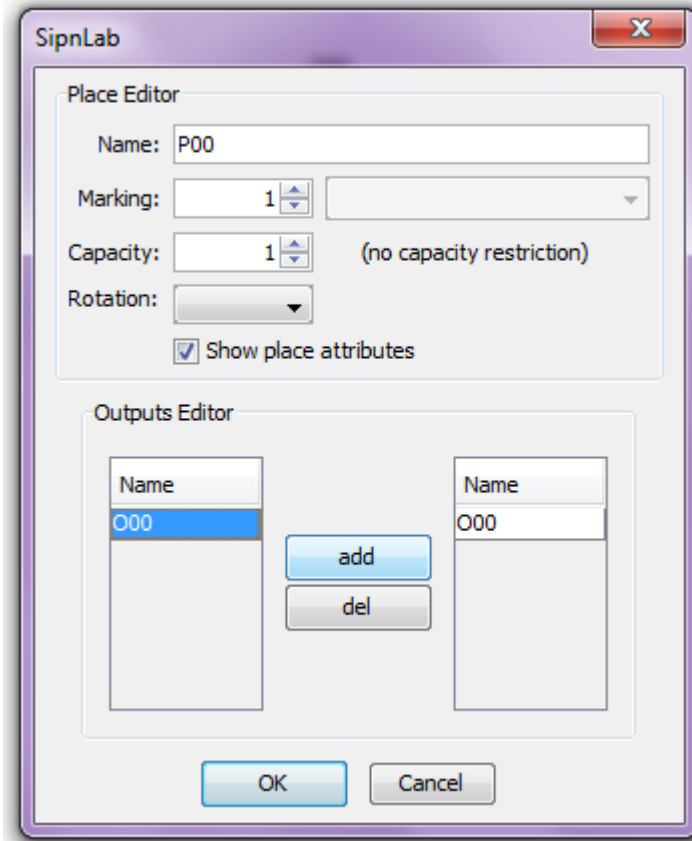 SipnLab
Place Editor
Name: P00
Marking: 1
Capacity: 1 (no capacity restriction)
Rotation:
Show place attributes
Outputs Editor
Name Name
O00 O00
add
del
OK Cancel